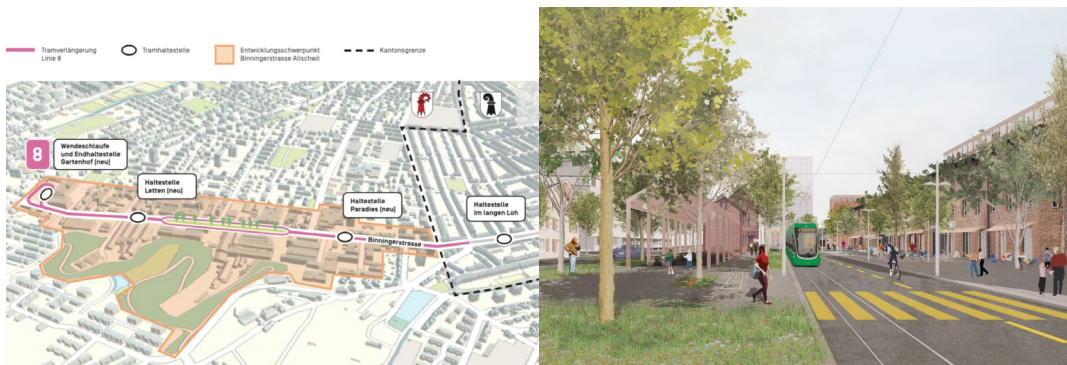 Tramverlängerung
Linie 8
Tramhaltestelle
Entwicklungsschwerpunkt
Binningerstrasse Allschwil
Kantonsgrenze
8
Wendeschlaufe
und Endhaltestelle
Gartenhof (neu)
Haltestelle
Letten (neu)
Haltestelle
Paradies (neu)
Haltestelle
Im langen Loh
Binningerstrasse